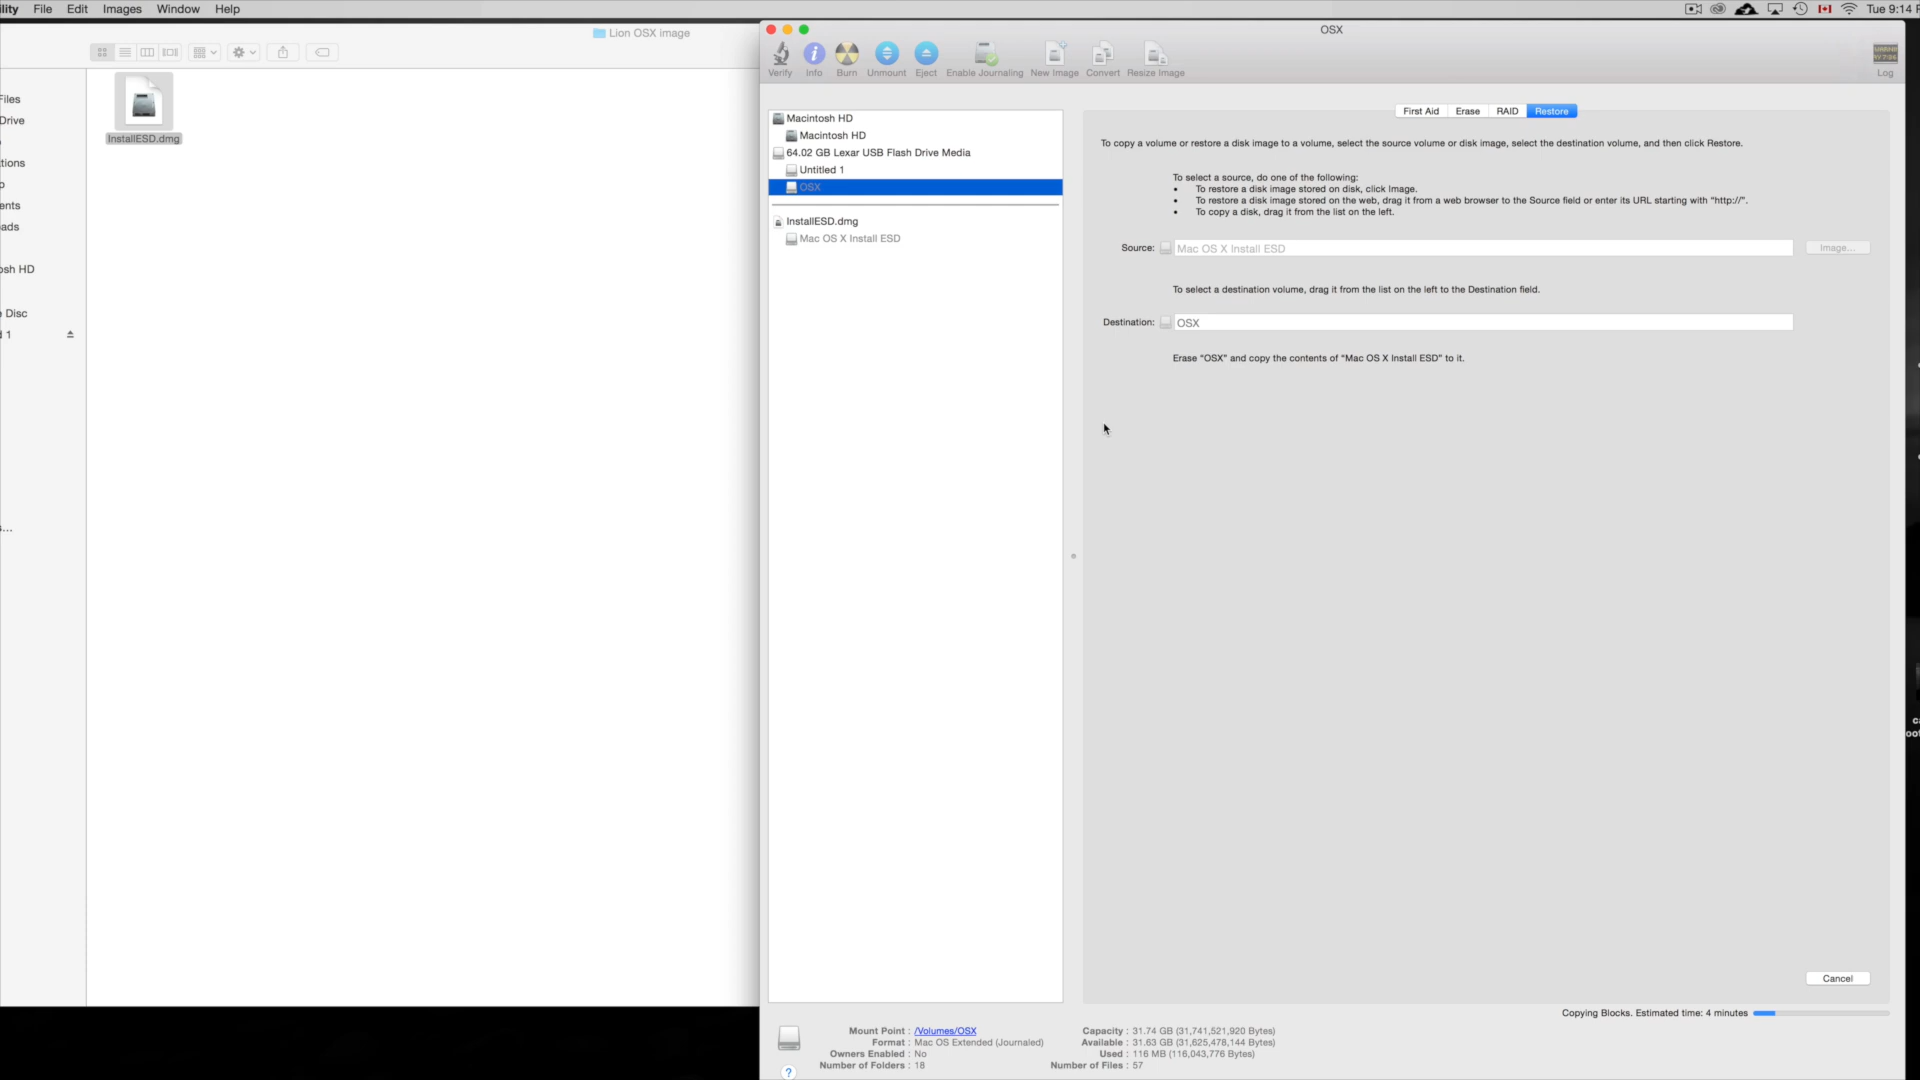 ility File Edit Images Window Help
Tue 9:14 P
Lion OSX image
Files
Drive
tions
p
ents
ads
osh HD
e Disc
d 1
s...
InstallESD.dmg
OSX
Verify Info Burn Unmount Eject Enable Journaling New Image Convert Resize Image
Log
Macintosh HD
Macintosh HD
64.02 GB Lexar USB Flash Drive Media
Untitled 1
OSX
InstallESD.dmg
Mac OS X Install ESD
First Aid Erase RAID Restore
To copy a volume or restore a disk image to a volume, select the source volume or disk image, select the destination volume, and then click Restore.
To select a source, do one of the following:
• To restore a disk image stored on disk, click Image.
• To restore a disk image stored on the web, drag it from a web browser to the Source field or enter its URL starting with “http://”.
• To copy a disk, drag it from the list on the left.
Source: Mac OS X Install ESD Image...
To select a destination volume, drag it from the list on the left to the Destination field.
Destination: OSX
Erase “OSX” and copy the contents of “Mac OS X Install ESD” to it.
Cancel
Copying Blocks. Estimated time: 4 minutes
Mount Point : /Volumes/OSX
Format : Mac OS Extended (Journaled)
Owners Enabled : No
Number of Folders : 18
Capacity : 31.74 GB (31,741,521,920 Bytes)
Available : 31.63 GB (31,625,478,144 Bytes)
Used : 116 MB (116,043,776 Bytes)
Number of Files : 57
?